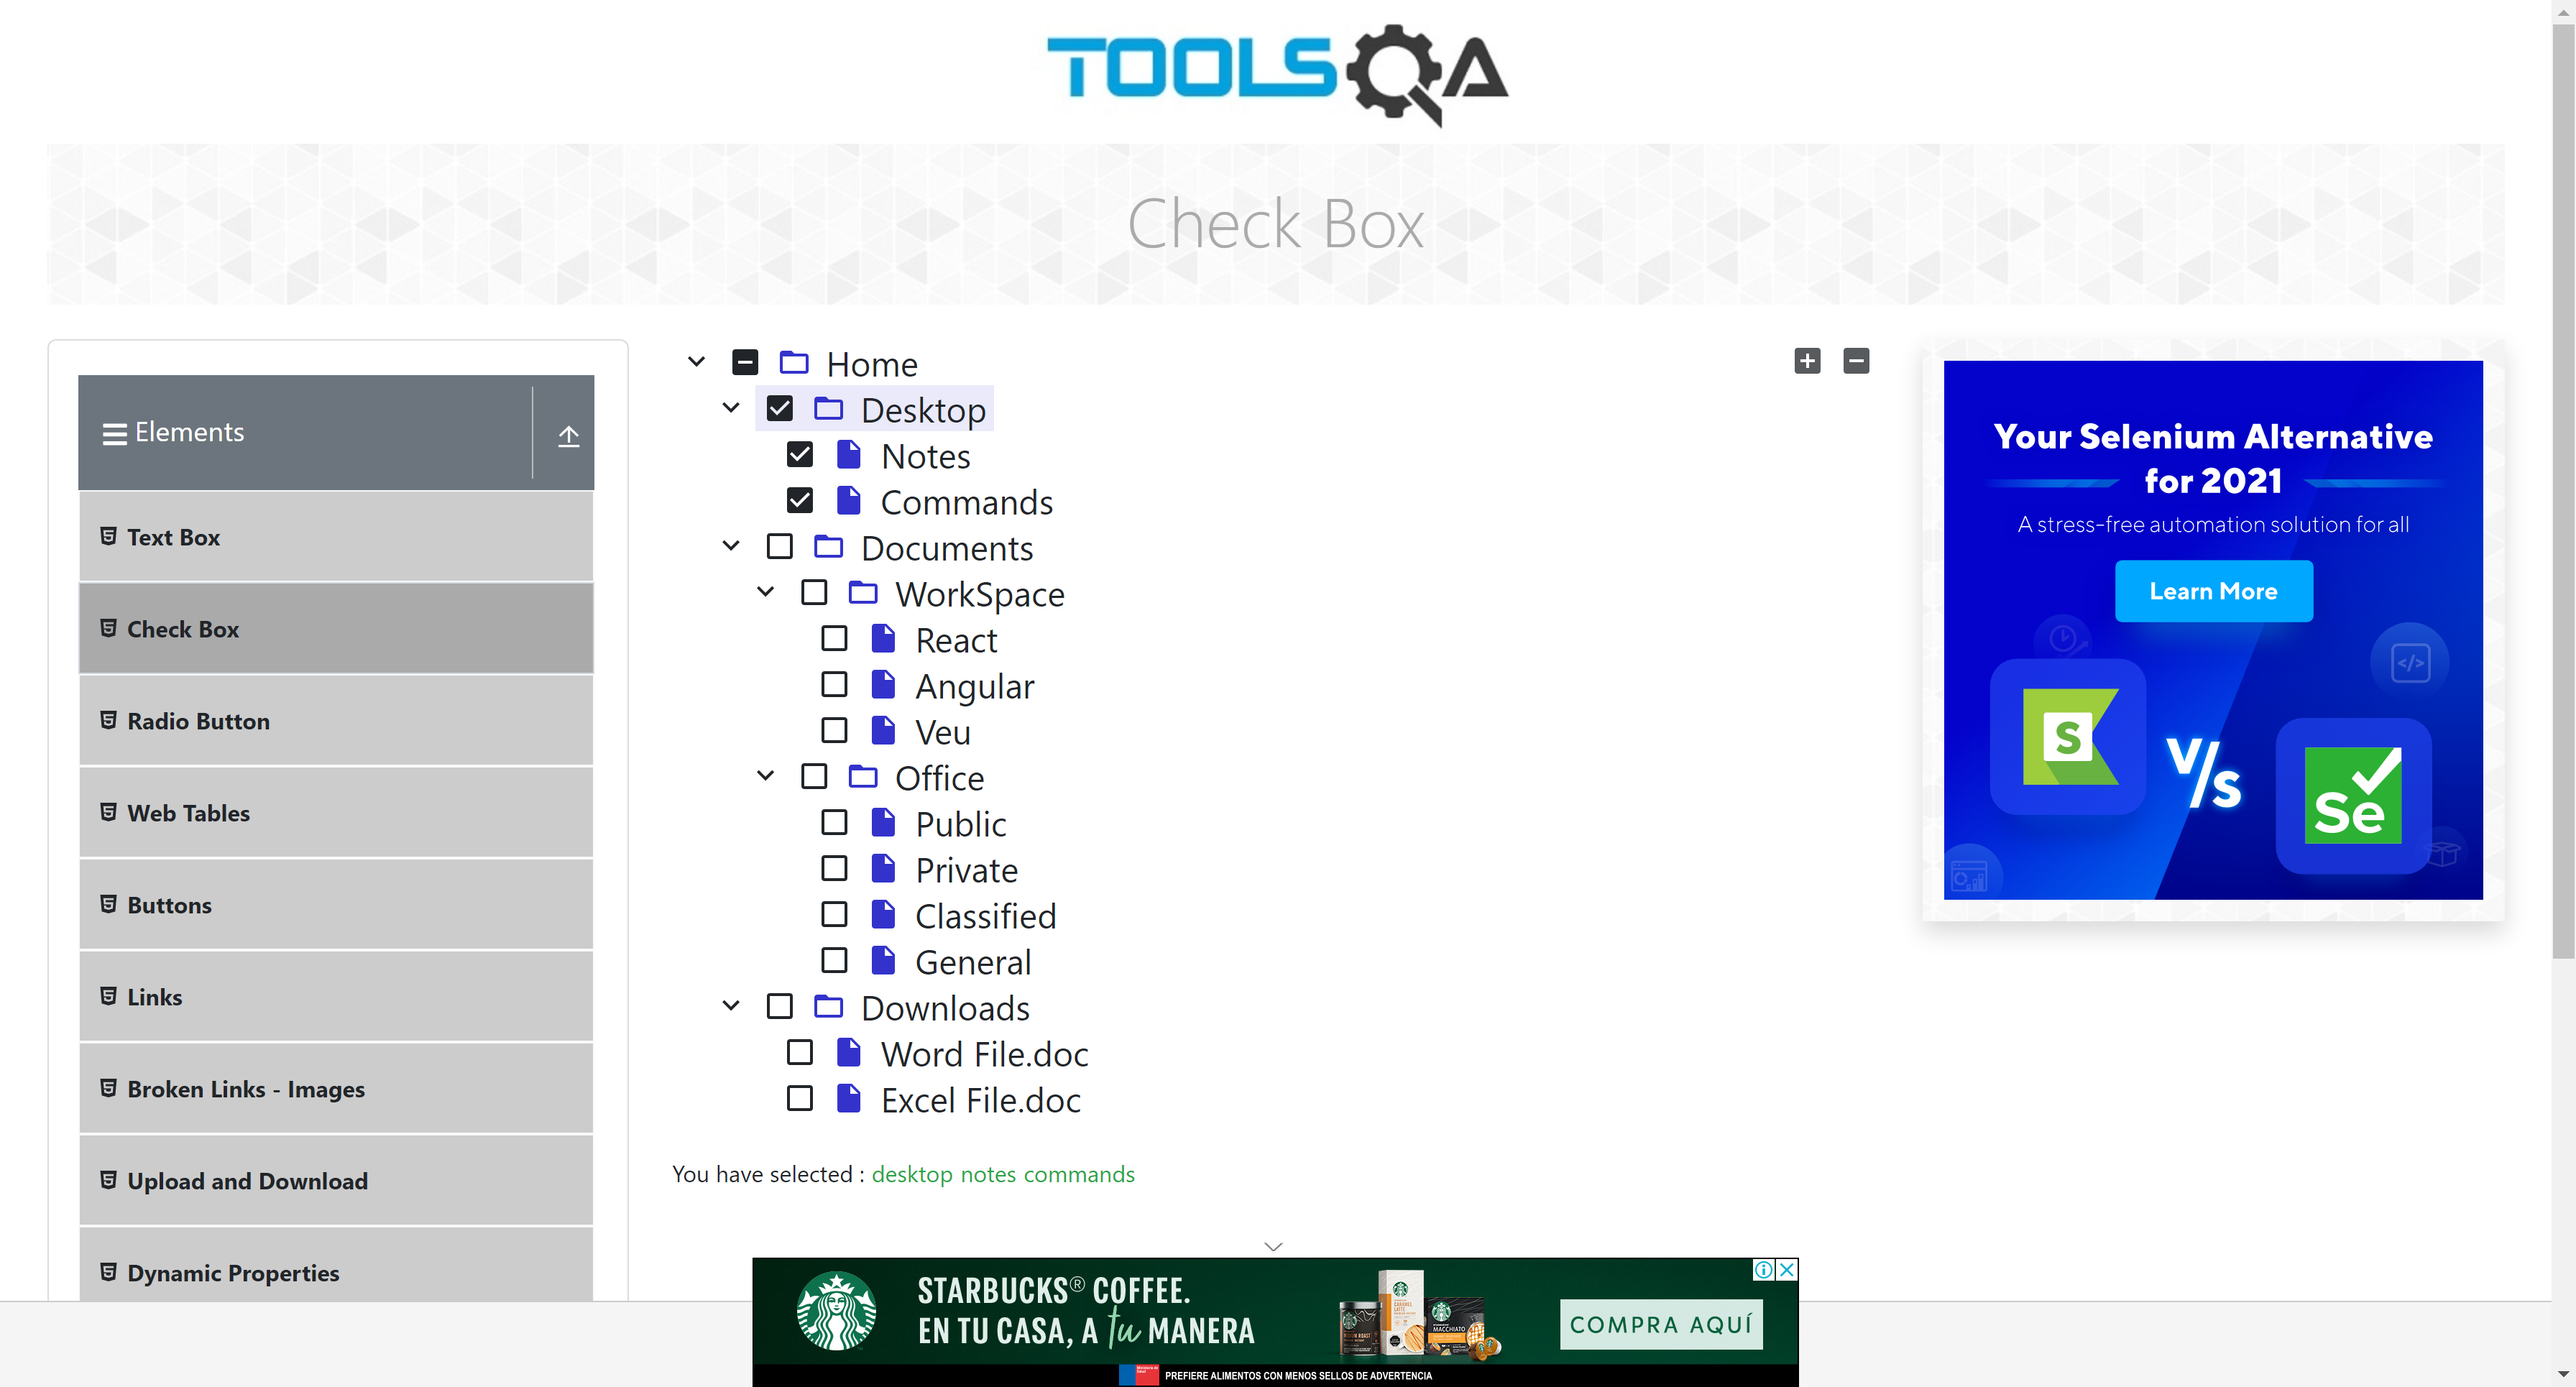 TOOLSQA
Check Box
Elements
Text Box
Check Box
Radio Button
Web Tables
Buttons
Links
Broken Links - Images
Upload and Download
Dynamic Properties
Home
Desktop
Notes
Commands
Documents
WorkSpace
React
Angular
Veu
Office
Public
Private
Classified
General
Downloads
Word File.doc
Excel File.doc
You have selected : desktop notes commands
Your Selenium Alternative
for 2021
A stress-free automation solution for all
Learn More
</>
S
V/s
Se
STARBUCKS® COFFEE.
EN TU CASA, A tu MANERA
MACCHIATO
COMPRA AQUÍ
PREFIERE ALIMENTOS CON MENOS SELLOS DE ADVERTENCIA